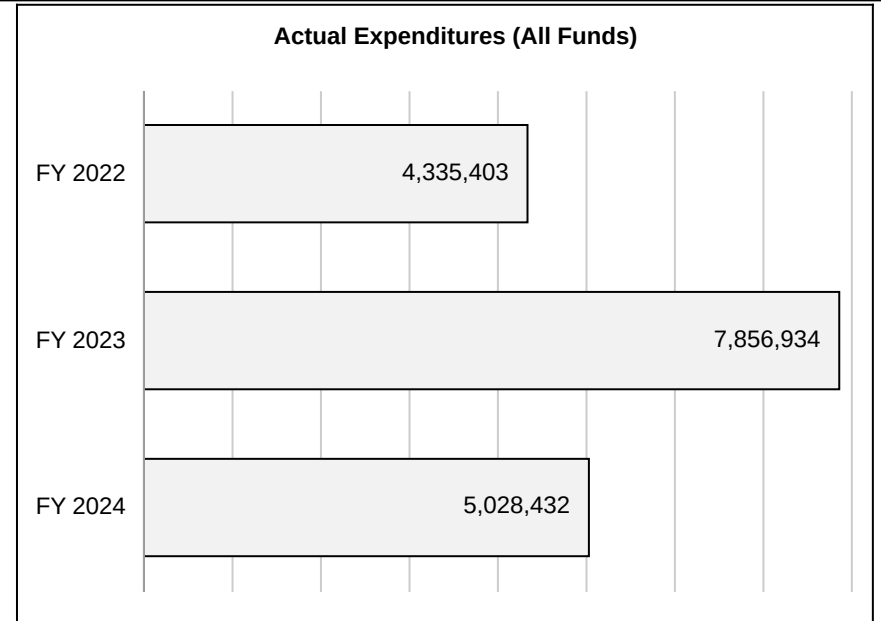 Actual Expenditures (All Funds)
FY 2022 4,335,403
FY 2023 7,856,934
FY 2024 5,028,432